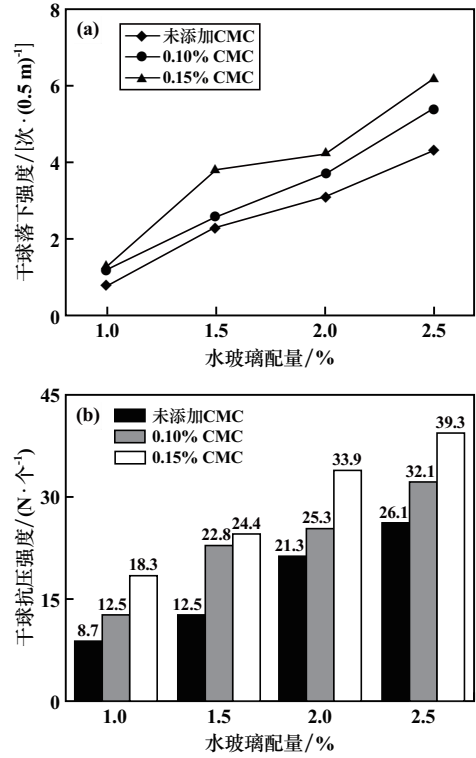 8
(a)
未添加CMC
0.10% CMC
0.15% CMC
6
4
2
0
干球落下强度/[次·(0.5 m)-1]
1.0 1.5 2.0 2.5
水玻璃配量/%
45
(b)
未添加CMC
0.10% CMC
0.15% CMC
39.3
33.9
32.1
30
26.1
25.3
24.4
22.8
21.3
18.3
15
12.5 12.5
8.7
0
干球抗压强度/(N·个-1)
1.0 1.5 2.0 2.5
水玻璃配量/%